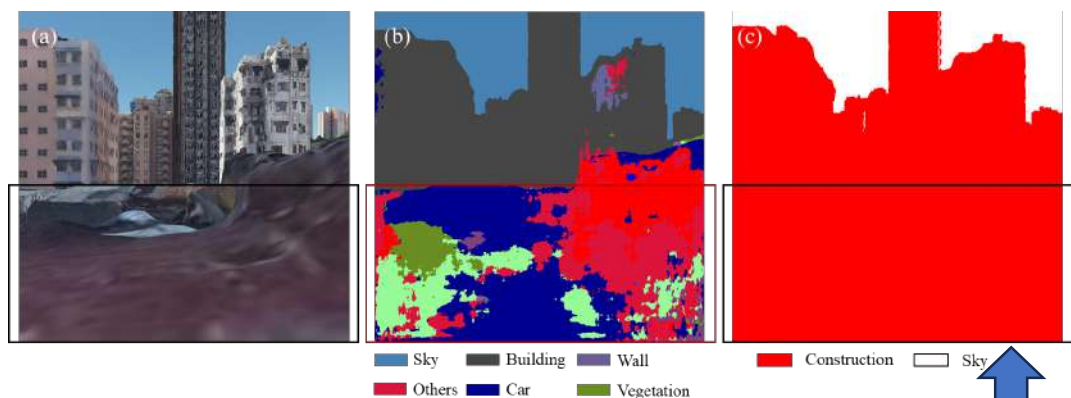 (a) (b) (c)
Sky Building Wall Construction Sky
Others Car Vegetation